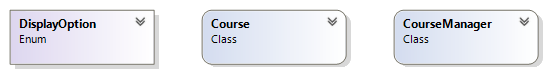 DisplayOption
Enum
Course
Class
CourseManager
Class